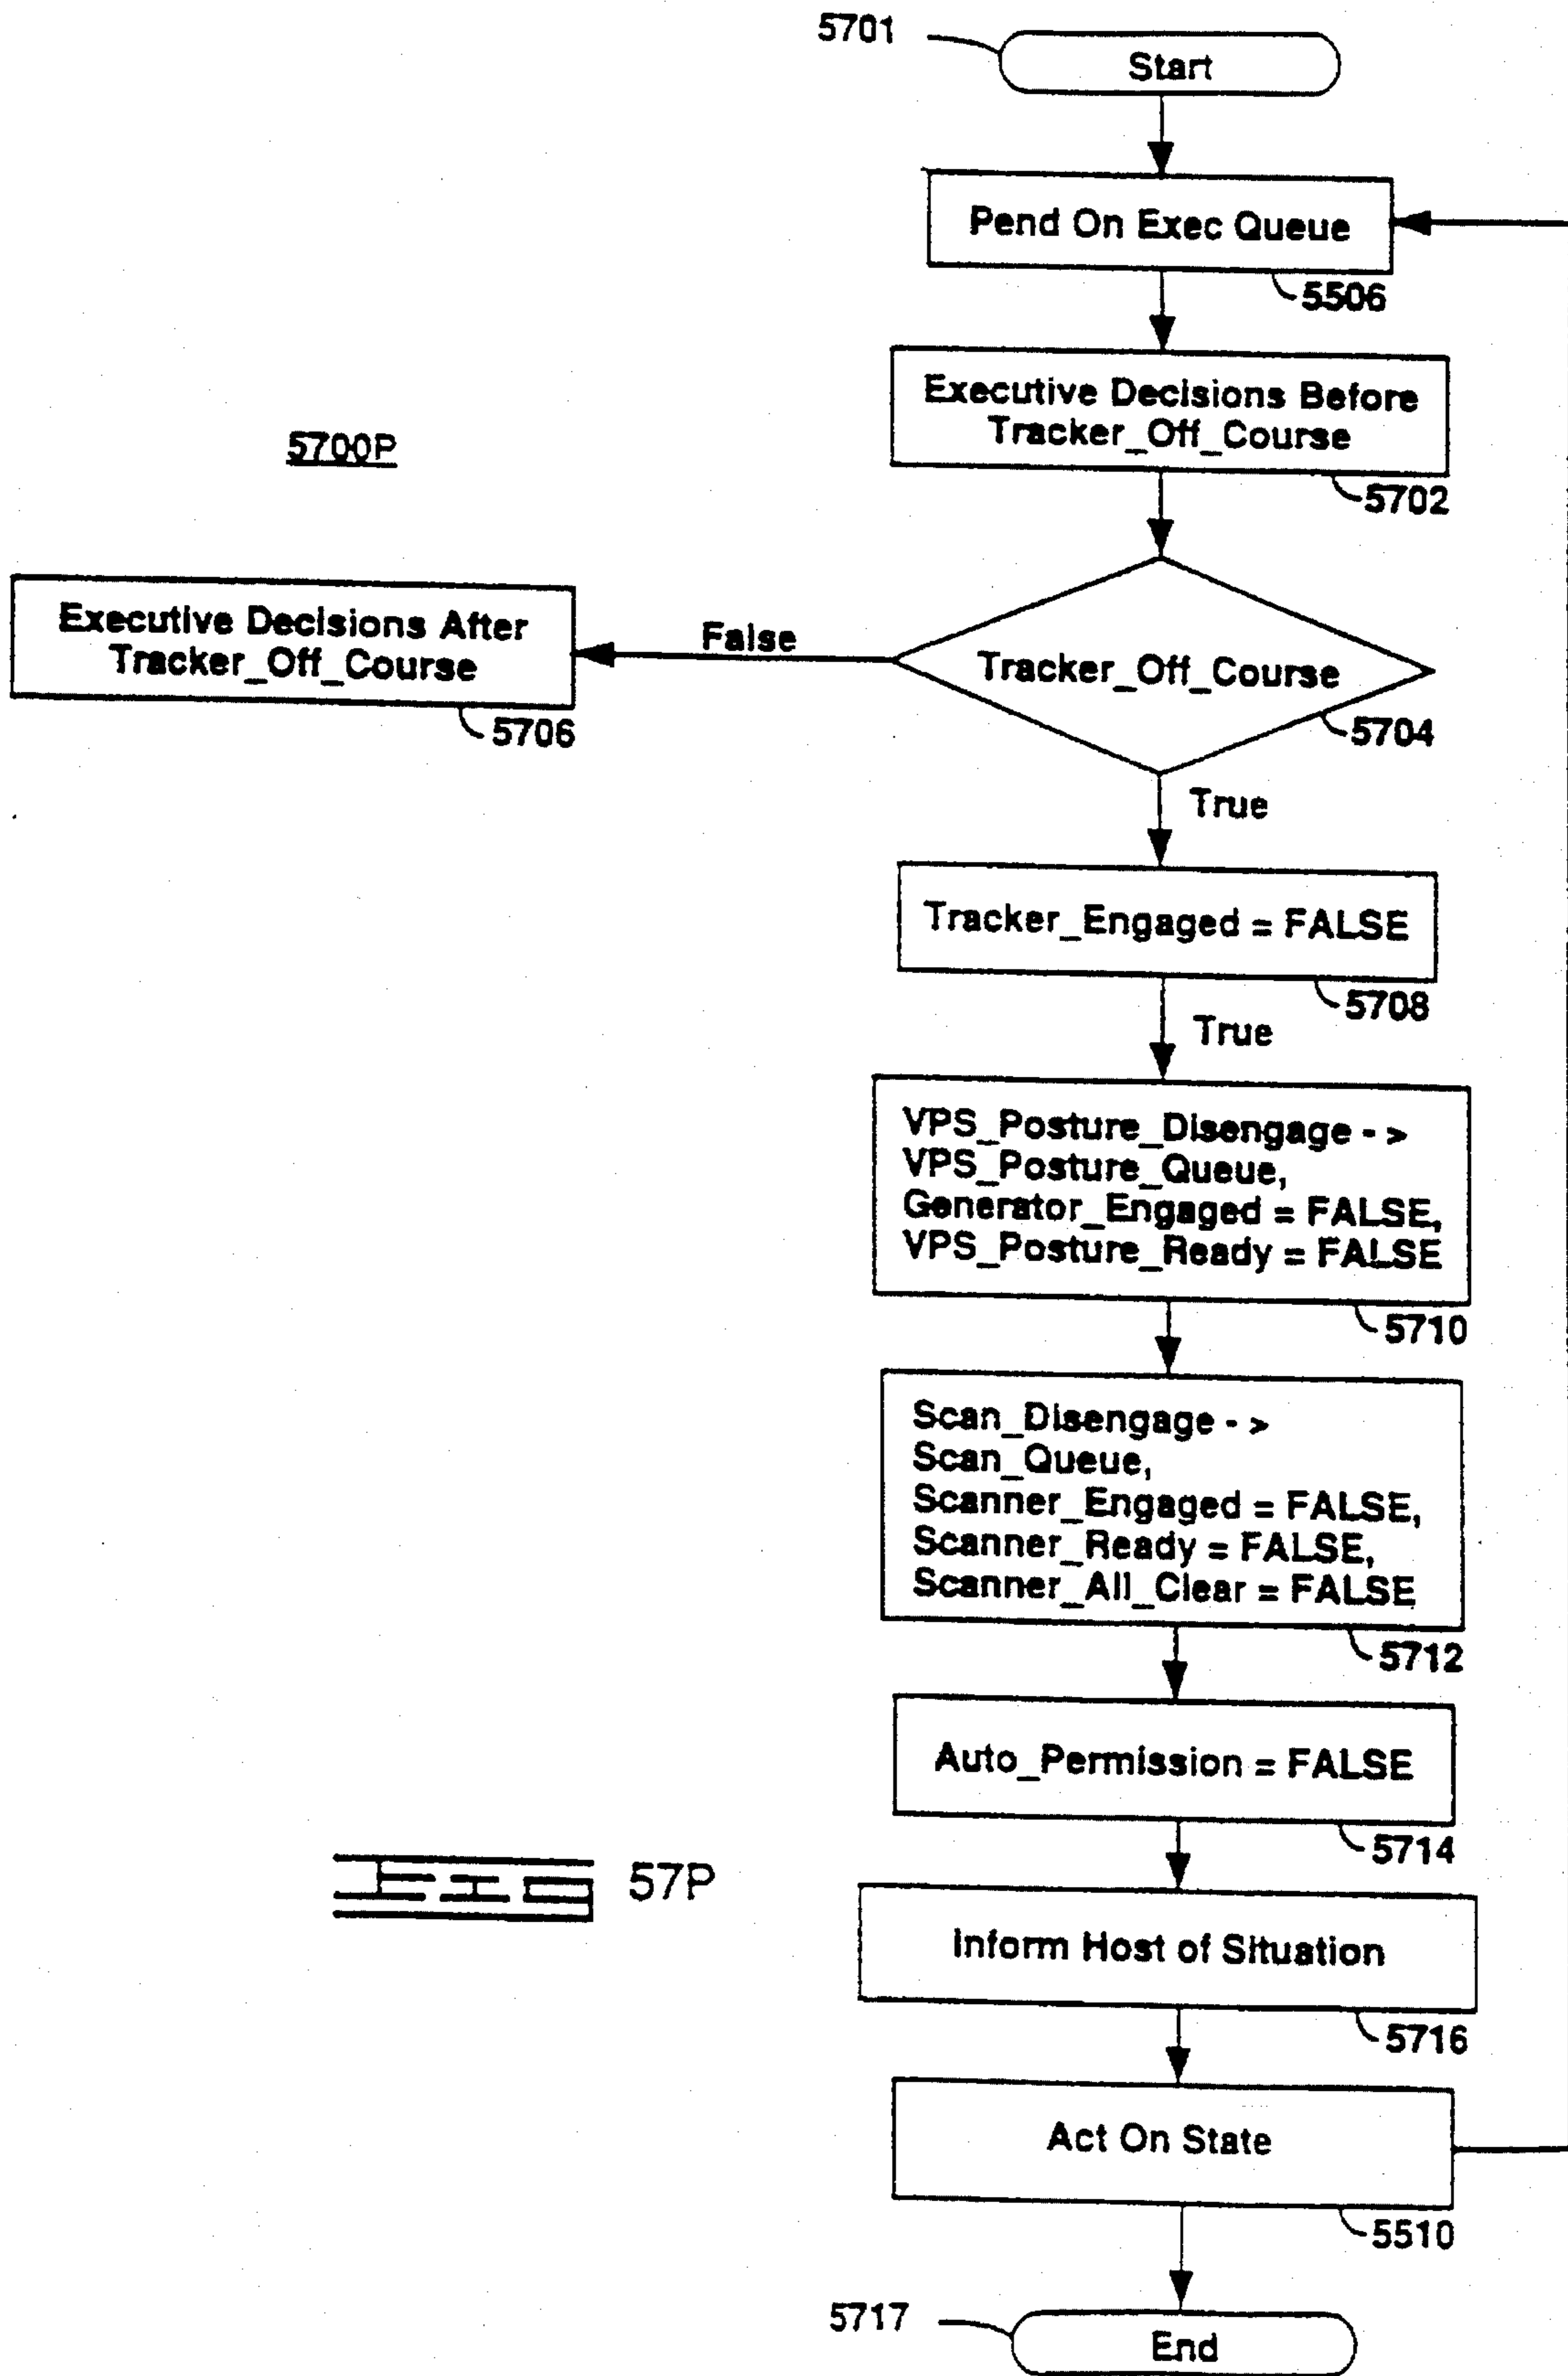 5701
Start
Pend On Exec Queue
5506
Executive Decisions Before
Tracker_Off_Course
5702
5700P
Executive Decisions After
Tracker_Off_Course
5706
False
Tracker_Off_Course
5704
True
Tracker_Engaged = FALSE
5708
True
VPS_Posture_Disengage - >
VPS_Posture_Queue,
Generator_Engaged = FALSE,
VPS_Posture_Ready = FALSE
5710
Scan_Disengage - >
Scan_Queue,
Scanner_Engaged = FALSE,
Scanner_Ready = FALSE,
Scanner_All_Clear = FALSE
5712
Auto_Permission = FALSE
5714
FIG 57P
Inform Host of Situation
5716
Act On State
5510
5717
End